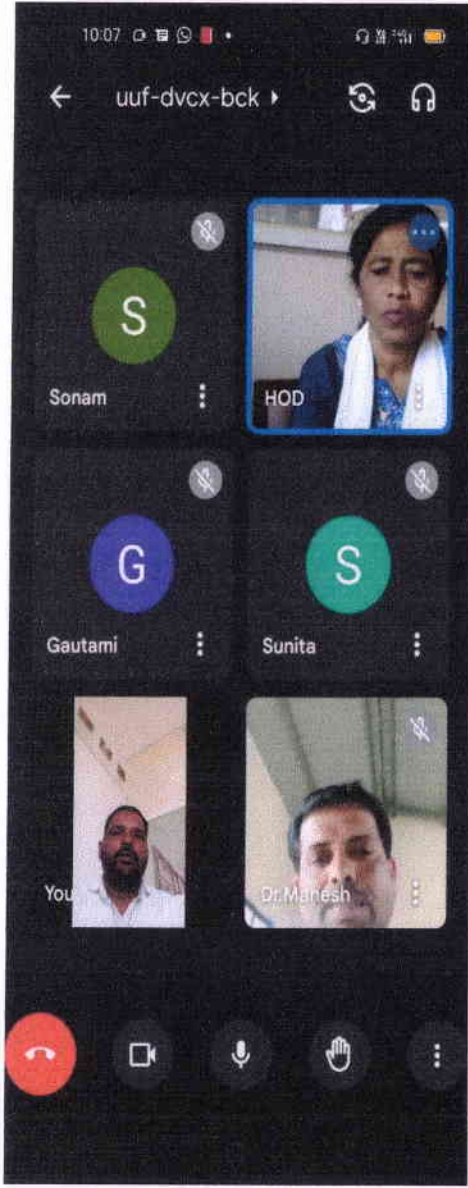 10:07
uuf-dvcx-bck
S
Sonam
HOD
G
Gautami
S
Sunita
You
Dr.Manesh